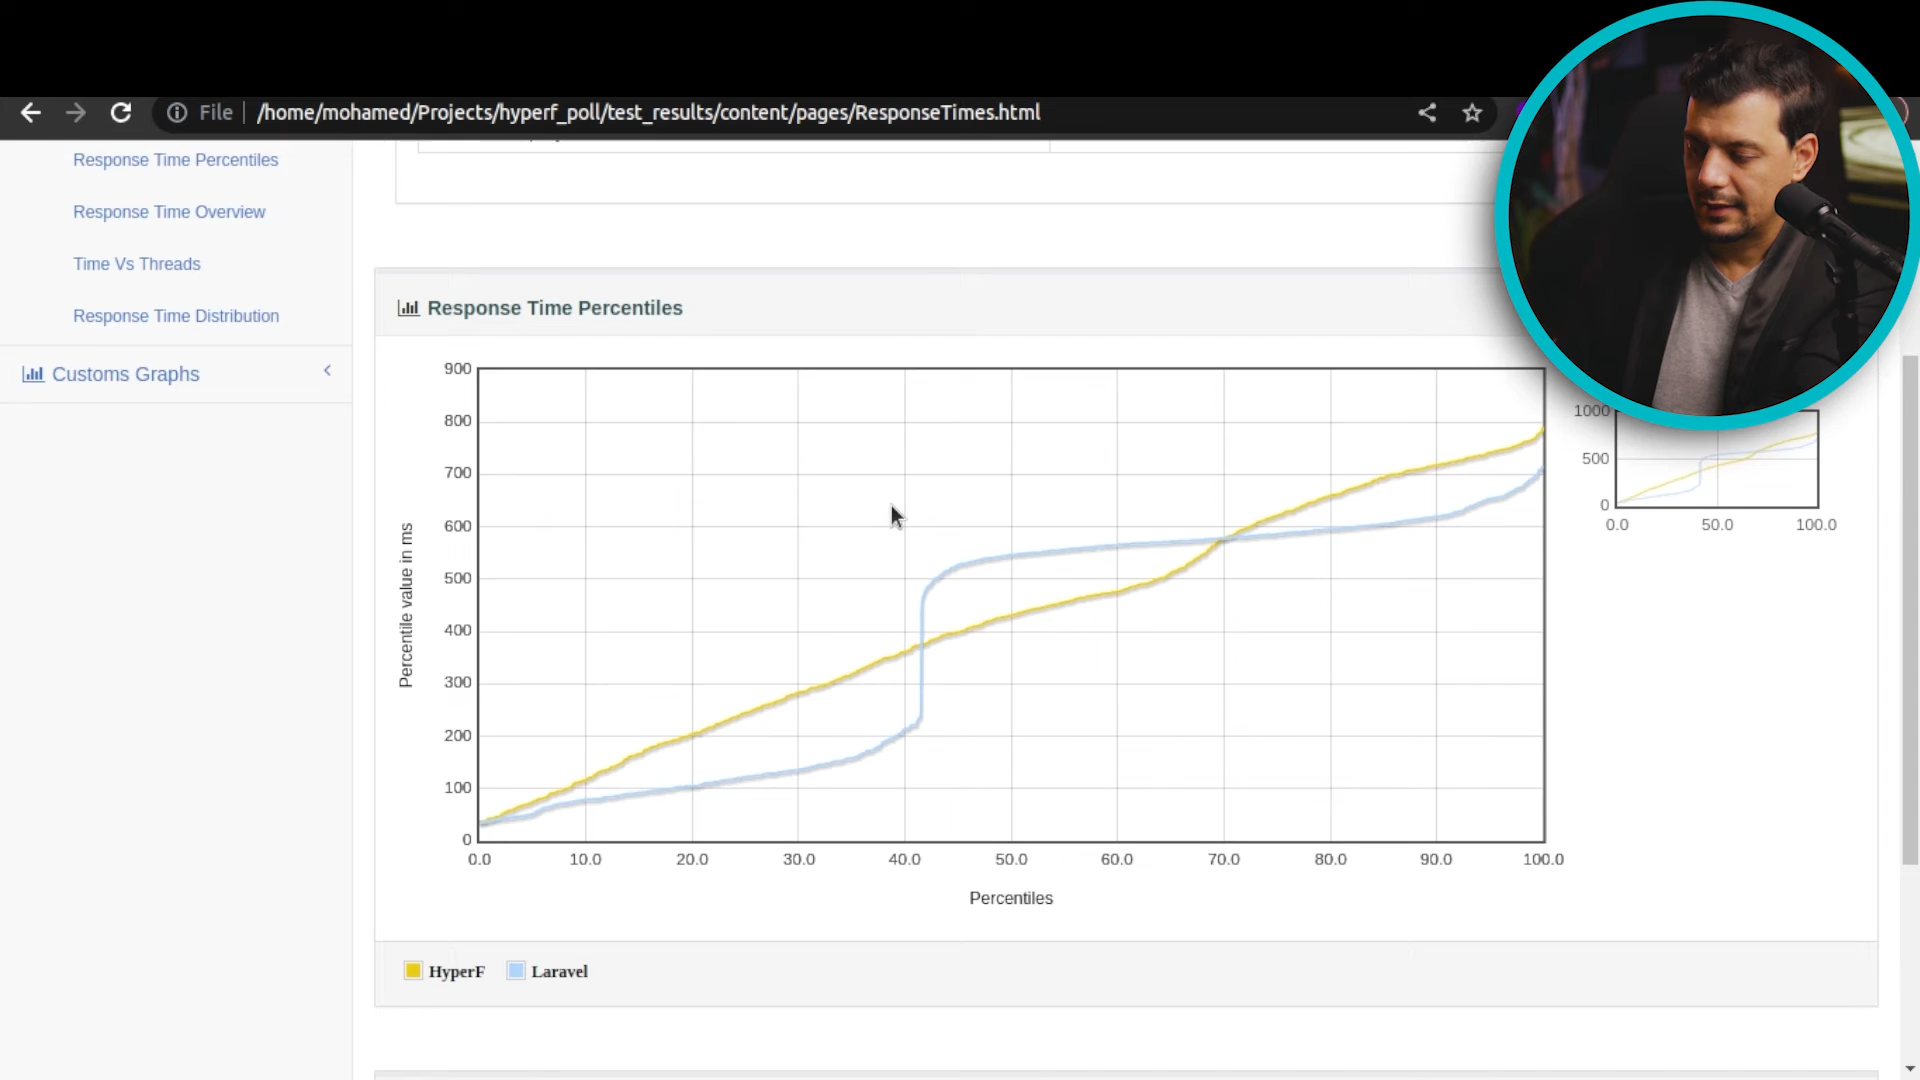 File /home/mohamed/Projects/hyperf_poll/test_results/content/pages/ResponseTimes.html
Response Time Percentiles
Response Time Overview
Time Vs Threads
Response Time Distribution
Customs Graphs
Response Time Percentiles
900
800
700
600
500
400
300
200
100
0
Percentile value in ms
0.0 10.0 20.0 30.0 40.0 50.0 60.0 70.0 80.0 90.0 100.0
Percentiles
HyperF Laravel
1000
500
0
0.0 50.0 100.0